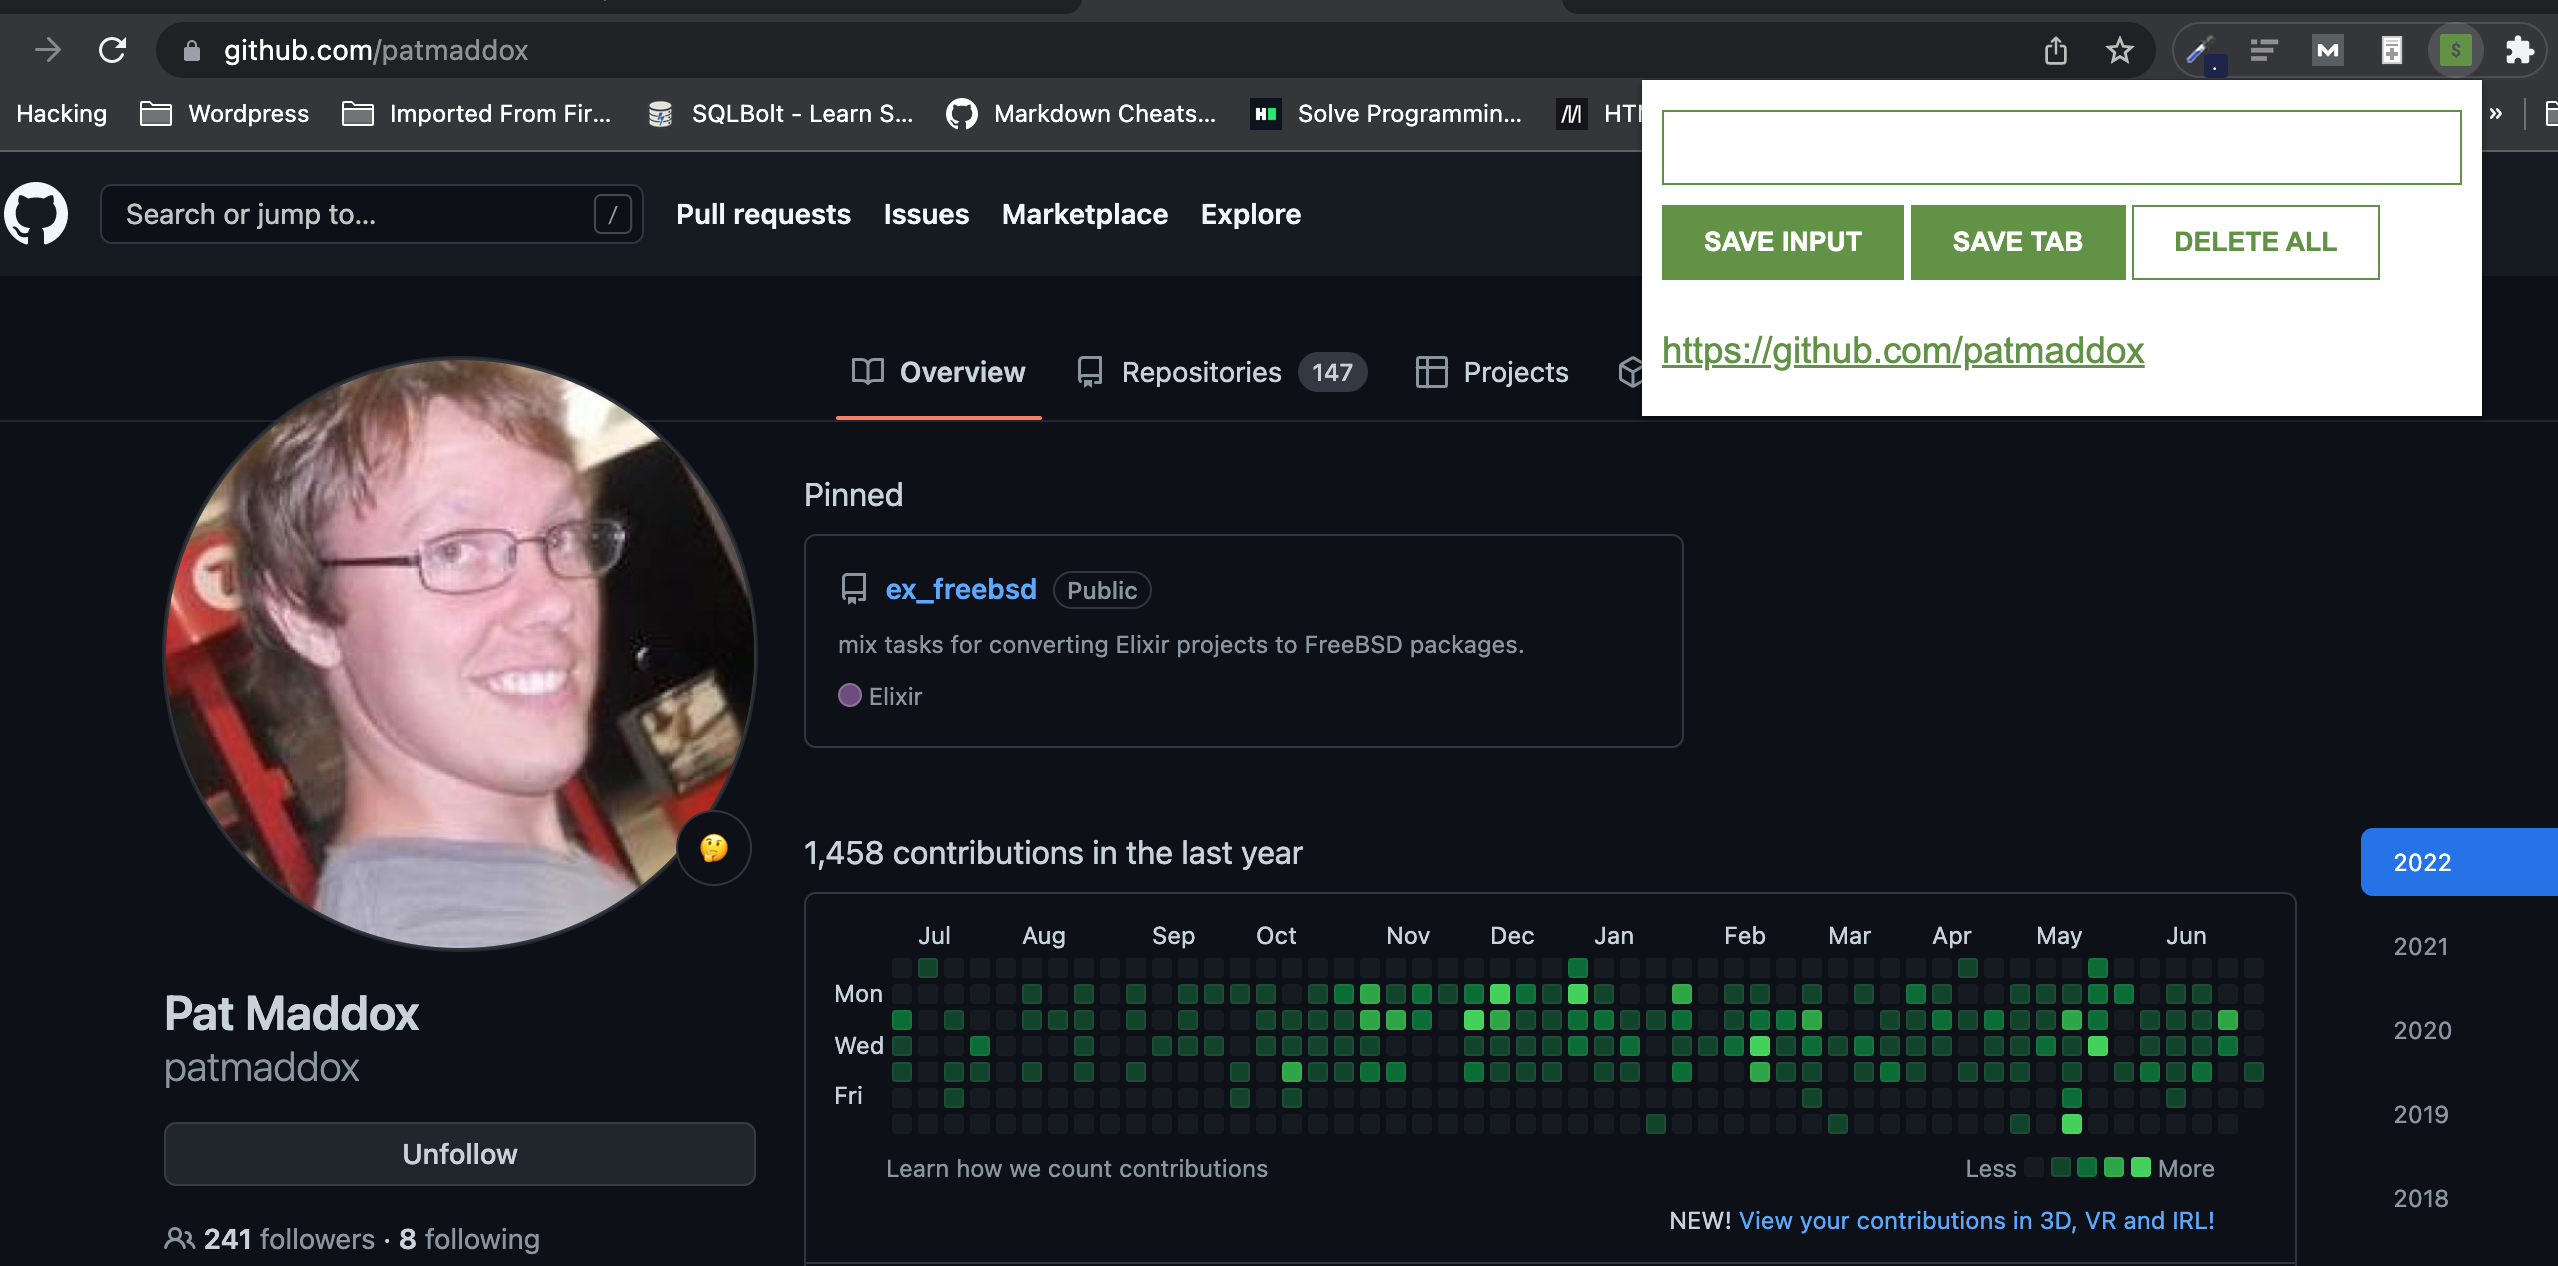 github.com/patmaddox
Hacking Wordpress Imported From Fir... SQLBolt - Learn S... Markdown Cheats... Solve Programmin... HT »
Search or jump to... / Pull requests Issues Marketplace Explore
SAVE INPUT SAVE TAB DELETE ALL
https://github.com/patmaddox
Overview Repositories 147 Projects
Pinned
ex_freebsd Public
mix tasks for converting Elixir projects to FreeBSD packages.
Elixir
Pat Maddox
patmaddox
Unfollow
241 followers · 8 following
1,458 contributions in the last year
Jul Aug Sep Oct Nov Dec Jan Feb Mar Apr May Jun
Mon
Wed
Fri
Learn how we count contributions Less More
NEW! View your contributions in 3D, VR and IRL!
2022
2021
2020
2019
2018